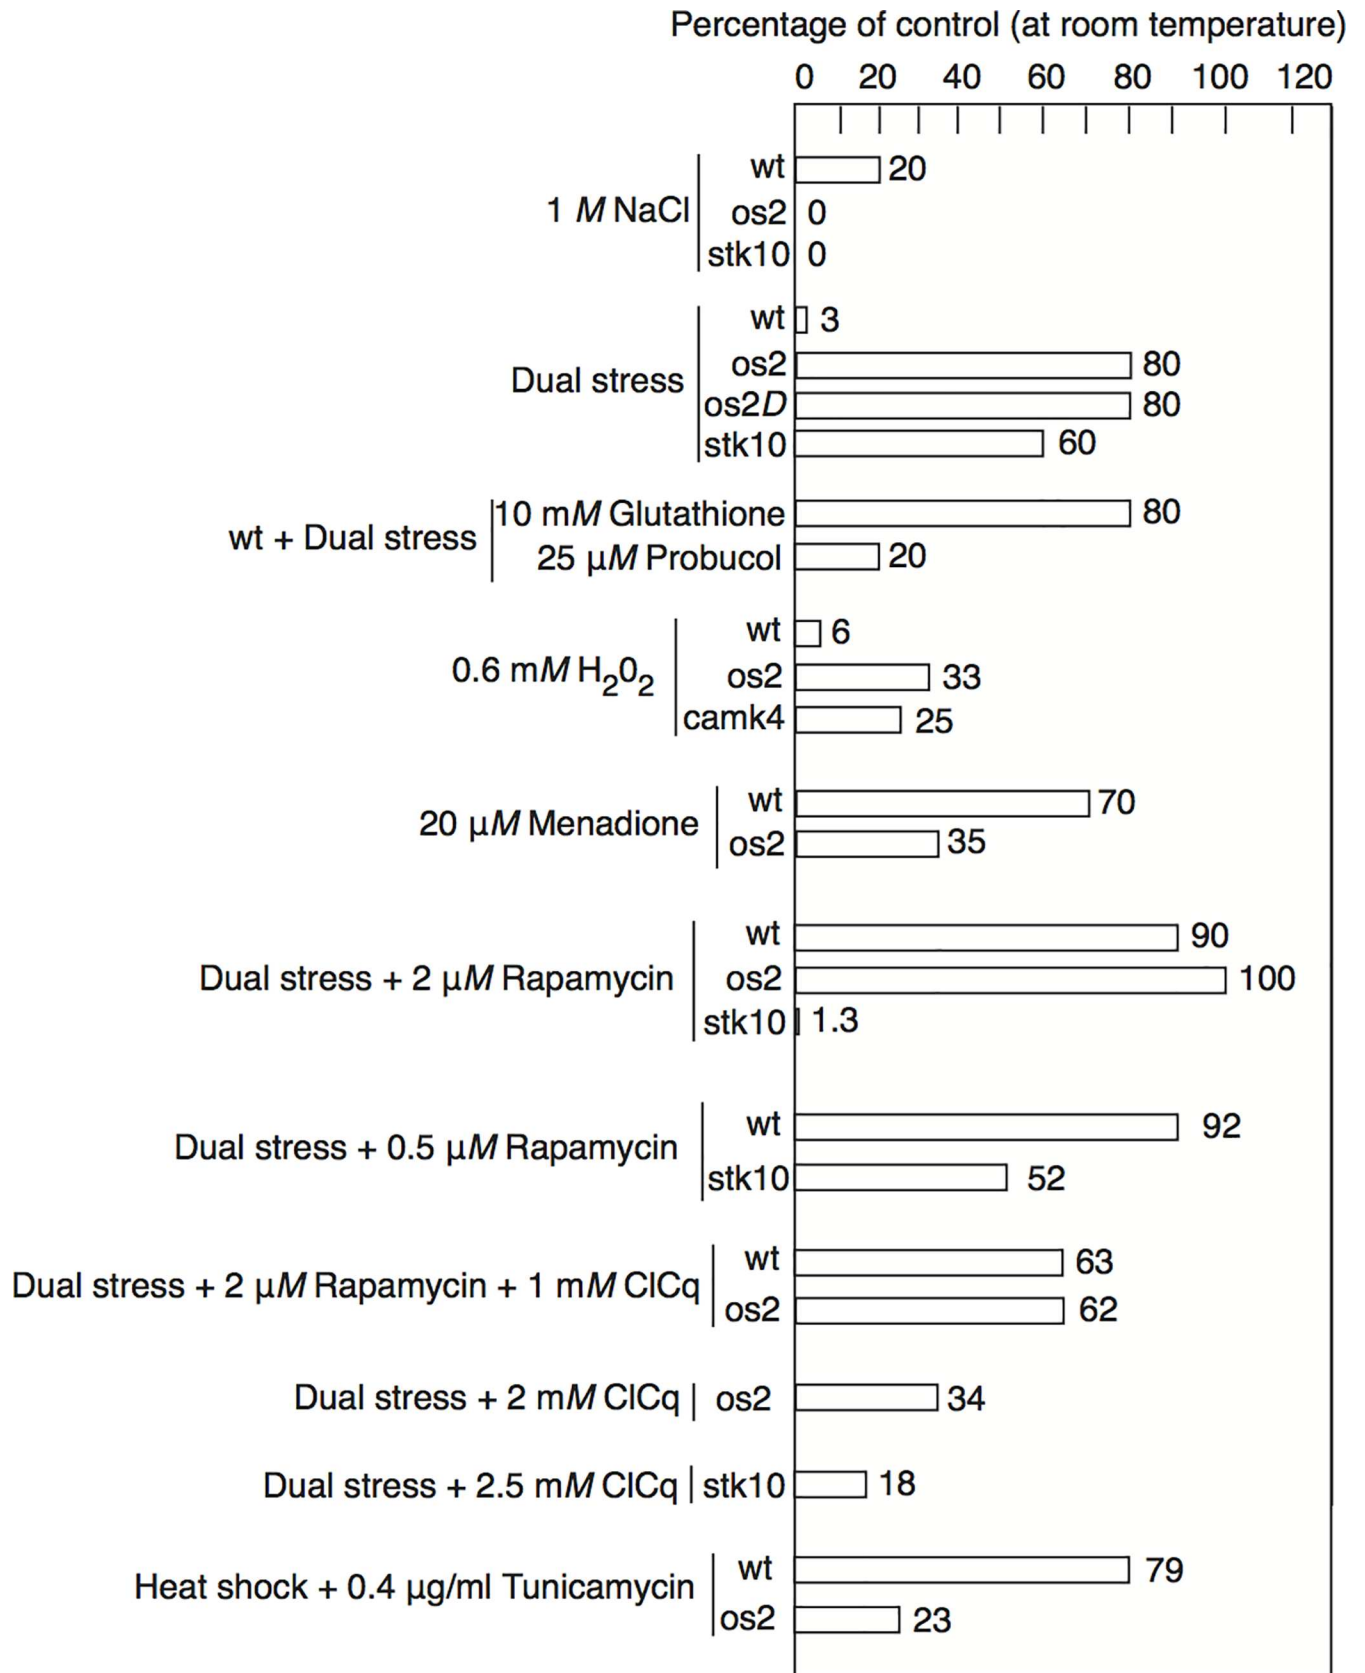 Percentage of control (at room temperature)
0 20 40 60 80 100 120
wt 20
1 M NaCl os2 0
stk10 0
wt 3
os2 80
Dual stress
os2D 80
stk10 60
10 mM Glutathione 80
wt + Dual stress
25 µM Probucol 20
wt 6
0.6 mM H202 os2 33
camk4 25
wt 70
20 µM Menadione
os2 35
wt 90
Dual stress + 2 µM Rapamycin os2 100
stk10 1.3
wt 92
Dual stress + 0.5 µM Rapamycin
stk10 52
wt 63
Dual stress + 2 µM Rapamycin + 1 mM ClCq
os2 62
Dual stress + 2 mM ClCq os2 34
Dual stress + 2.5 mM ClCq stk10 18
wt 79
Heat shock + 0.4 µg/ml Tunicamycin
os2 23